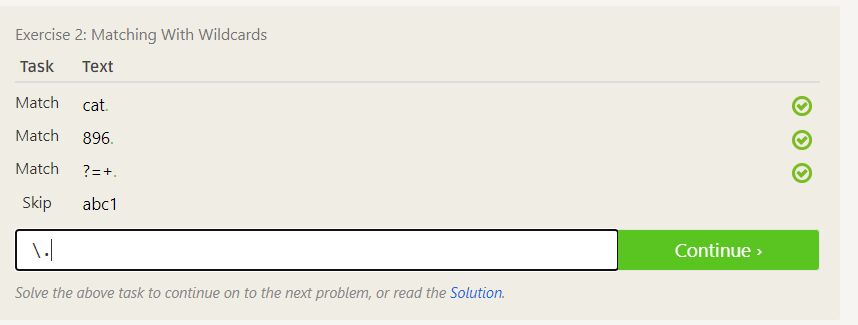 Exercise 2: Matching With Wildcards
Task Text
Match cat.
Match 896.
Match ?=+.
Skip abc1
\.
Continue ›
Solve the above task to continue on to the next problem, or read the Solution.